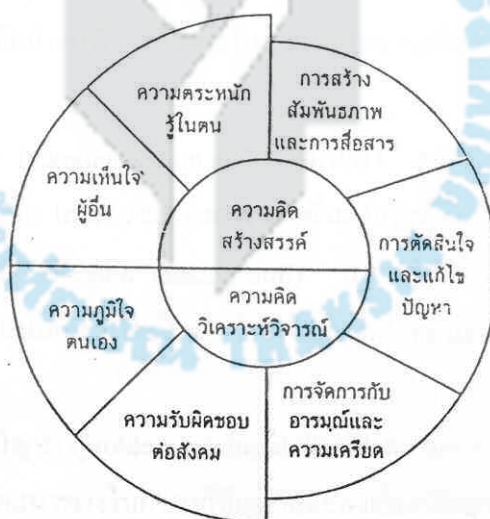 ความตระหนัก
รู้ในตน
การสร้าง
สัมพันธภาพ
และการสื่อสาร
ความเห็นใจ
ผู้อื่น
ความคิด
สร้างสรรค์
การตัดสินใจ
และแก้ไข
ปัญหา
ความคิด
วิเคราะห์วิจารณ์
ความภูมิใจ
ตนเอง
ความรับผิดชอบ
ต่อสังคม
การจัดการกับ
อารมณ์และ
ความเครียด